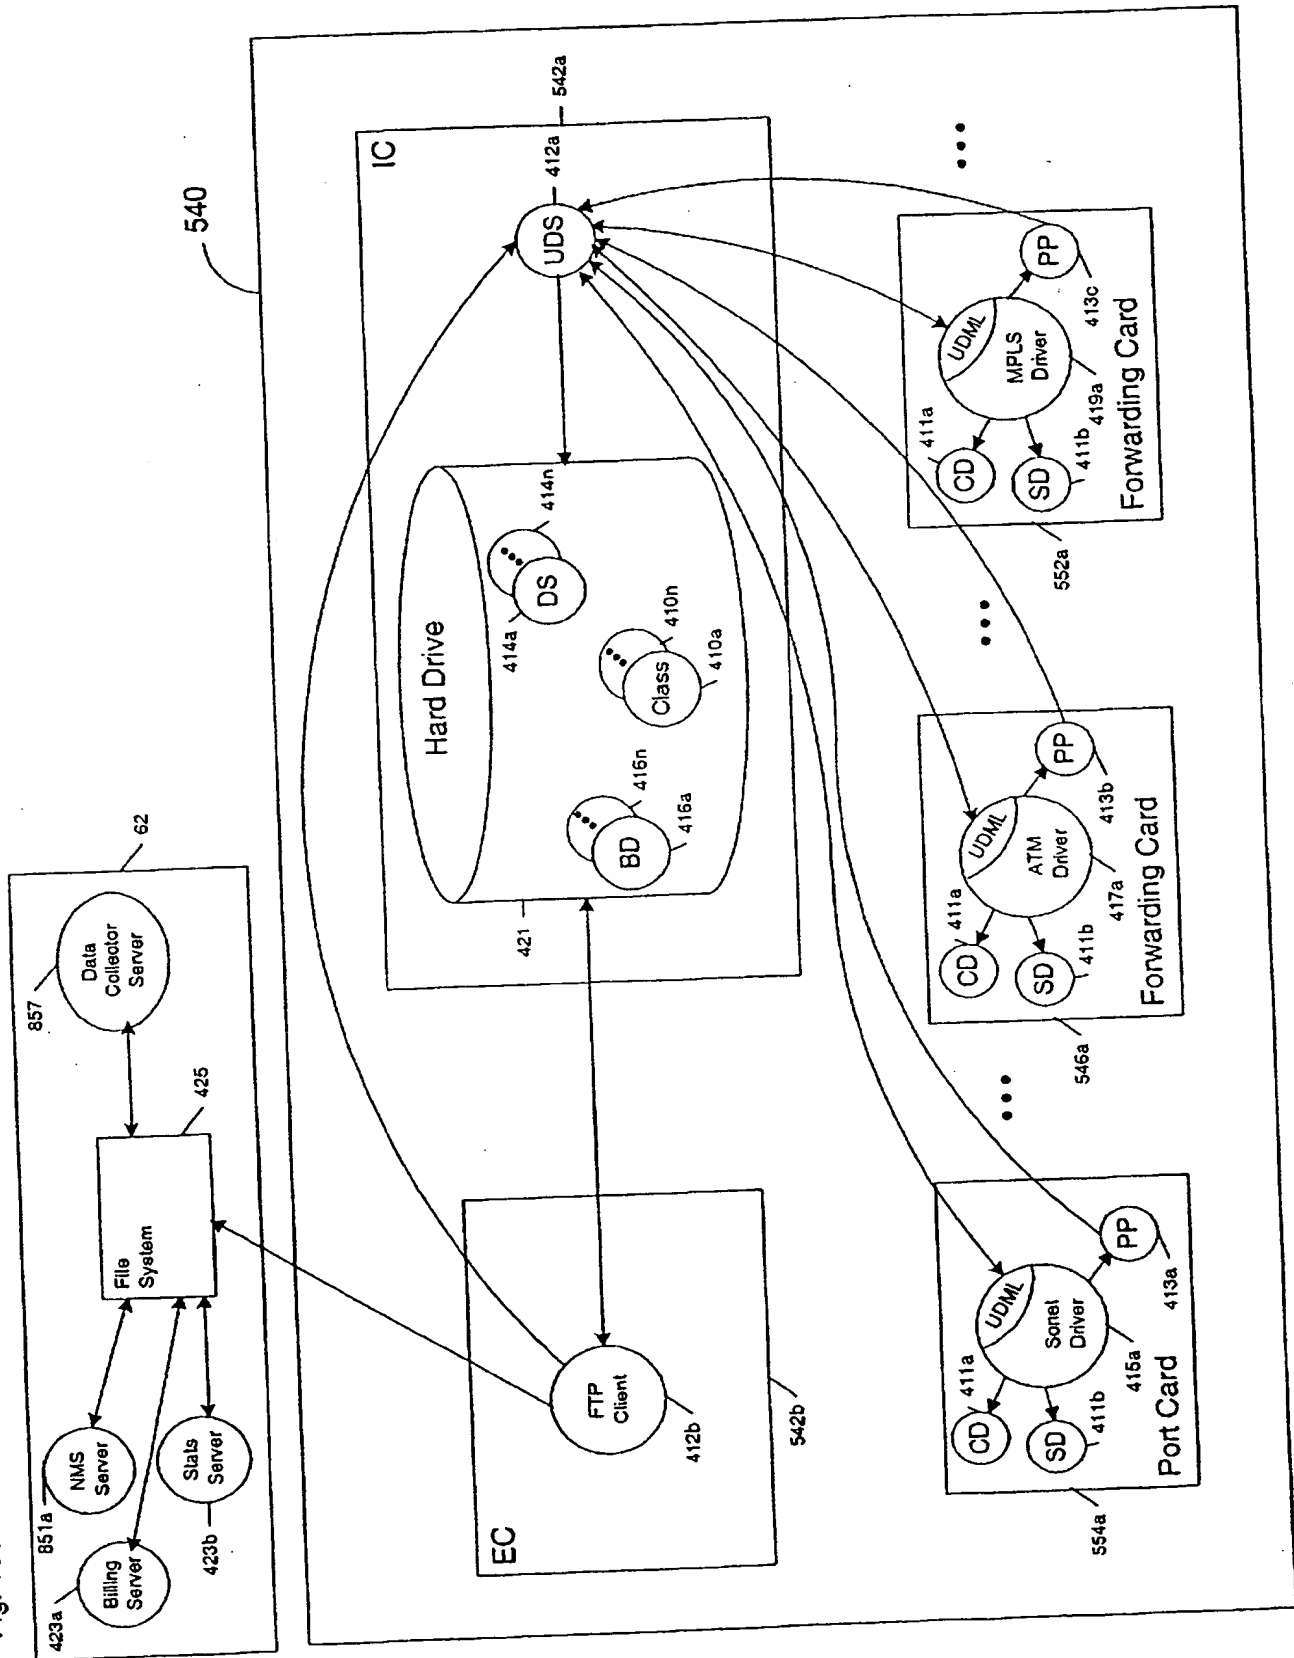 62
857
Data
Collector
Server
425
File
System
851a
NMS
Server
Stats
Server
423b
Billing
Server
423a
540
EC
FTP
Client
412b
542b
IC
542a
412a
UDS
Hard Drive
421
414n
DS
414a
410n
Class
410a
416n
BD
416a
554a
Port Card
411a
CD
SD
411b
UDML
Sonet
Driver
415a
PP
413a
546a
Forwarding Card
411a
CD
SD
411b
UDML
ATM
Driver
417a
PP
413b
552a
Forwarding Card
411a
CD
SD
411b
UDML
MPLS
Driver
419a
PP
413c